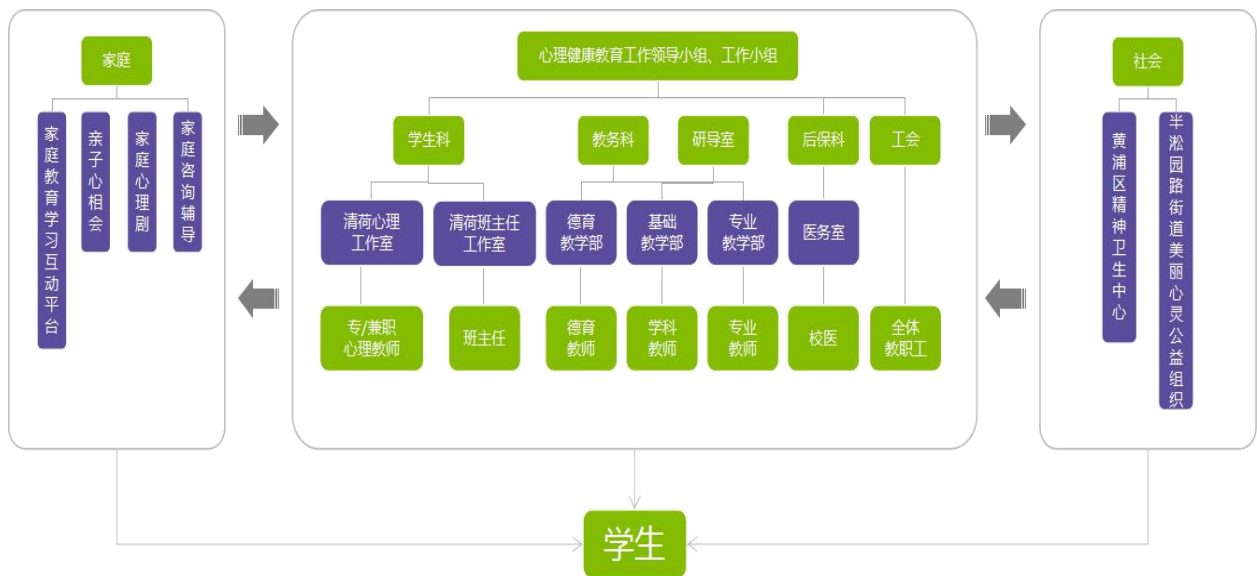 家庭
家庭教育学习互动平台
亲子心相会
家庭心理剧
家庭咨询辅导
心理健康教育工作领导小组、工作小组
学生科
教务科
研导室
后保科
工会
清荷心理
工作室
清荷班主任
工作室
德育
教学部
基础
教学部
专业
教学部
医务室
专/兼职
心理教师
班主任
德育
教师
学科
教师
专业
教师
校医
全体
教职工
社会
黄浦区精神卫生中心
半淞园路街道美丽心灵公益组织
学生